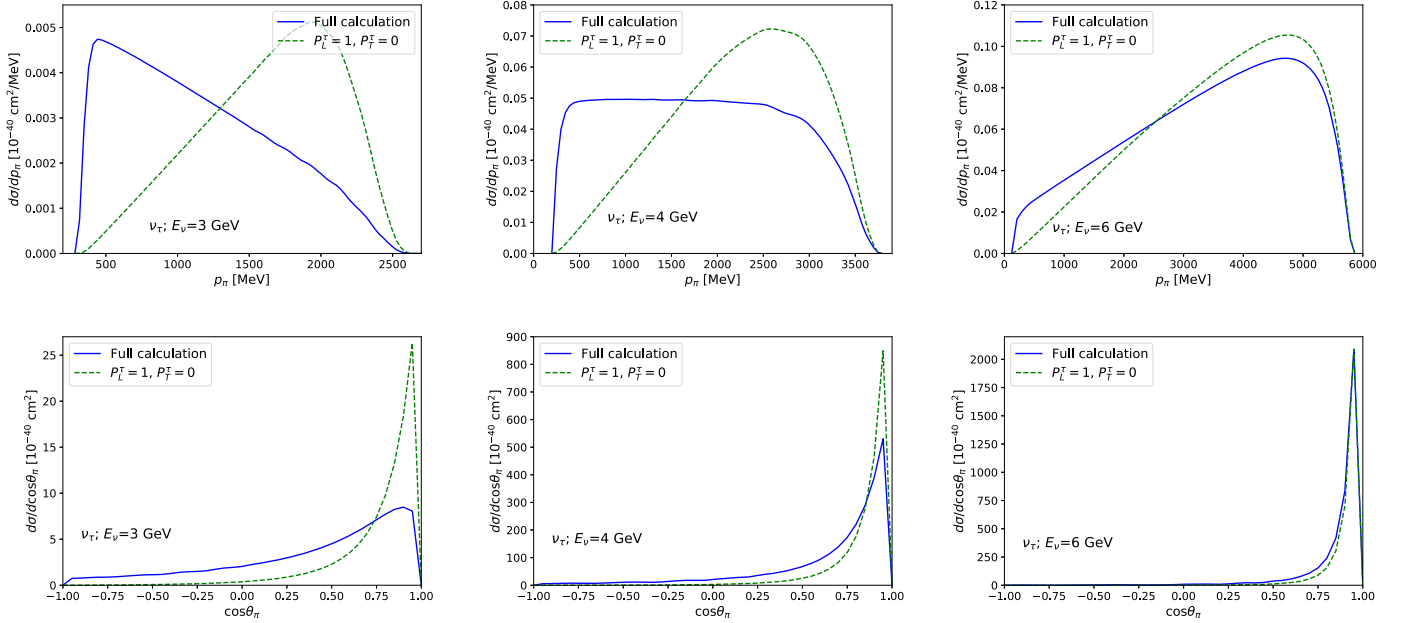 0.005
0.004
0.003
0.002
0.001
0.000
dσ/dp_π [10⁻⁴⁰ cm²/MeV]
Full calculation
P_L^τ = 1, P_T^τ = 0
ν_τ; E_ν=3 GeV
500 1000 1500 2000 2500
p_π [MeV]
0.08
0.07
0.06
0.05
0.04
0.03
0.02
0.01
0.00
dσ/dp_π [10⁻⁴⁰ cm²/MeV]
Full calculation
P_L^τ = 1, P_T^τ = 0
ν_τ; E_ν=4 GeV
0 500 1000 1500 2000 2500 3000 3500
p_π [MeV]
0.12
0.10
0.08
0.06
0.04
0.02
0.00
dσ/dp_π [10⁻⁴⁰ cm²/MeV]
Full calculation
P_L^τ = 1, P_T^τ = 0
ν_τ; E_ν=6 GeV
0 1000 2000 3000 4000 5000 6000
p_π [MeV]
25
20
15
10
5
0
dσ/dcosθ_π [10⁻⁴⁰ cm²]
Full calculation
P_L^τ = 1, P_T^τ = 0
ν_τ; E_ν=3 GeV
−1.00 −0.75 −0.50 −0.25 0.00 0.25 0.50 0.75 1.00
cosθ_π
900
800
700
600
500
400
300
200
100
0
dσ/dcosθ_π [10⁻⁴⁰ cm²]
Full calculation
P_L^τ = 1, P_T^τ = 0
ν_τ; E_ν=4 GeV
−1.00 −0.75 −0.50 −0.25 0.00 0.25 0.50 0.75 1.00
cosθ_π
2000
1750
1500
1250
1000
750
500
250
0
dσ/dcosθ_π [10⁻⁴⁰ cm²]
Full calculation
P_L^τ = 1, P_T^τ = 0
ν_τ; E_ν=6 GeV
−1.00 −0.75 −0.50 −0.25 0.00 0.25 0.50 0.75 1.00
cosθ_π